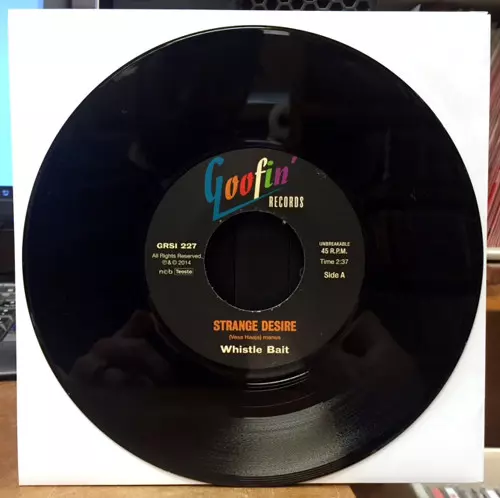 Goofin'
RECORDS
GRSI 227
All Rights Reserved.
℗&© 2014
ncb Teosto
UNBREAKABLE
45 R.P.M.
Time 2:37
Side A
STRANGE DESIRE
(Vesa Haaja) manus
Whistle Bait